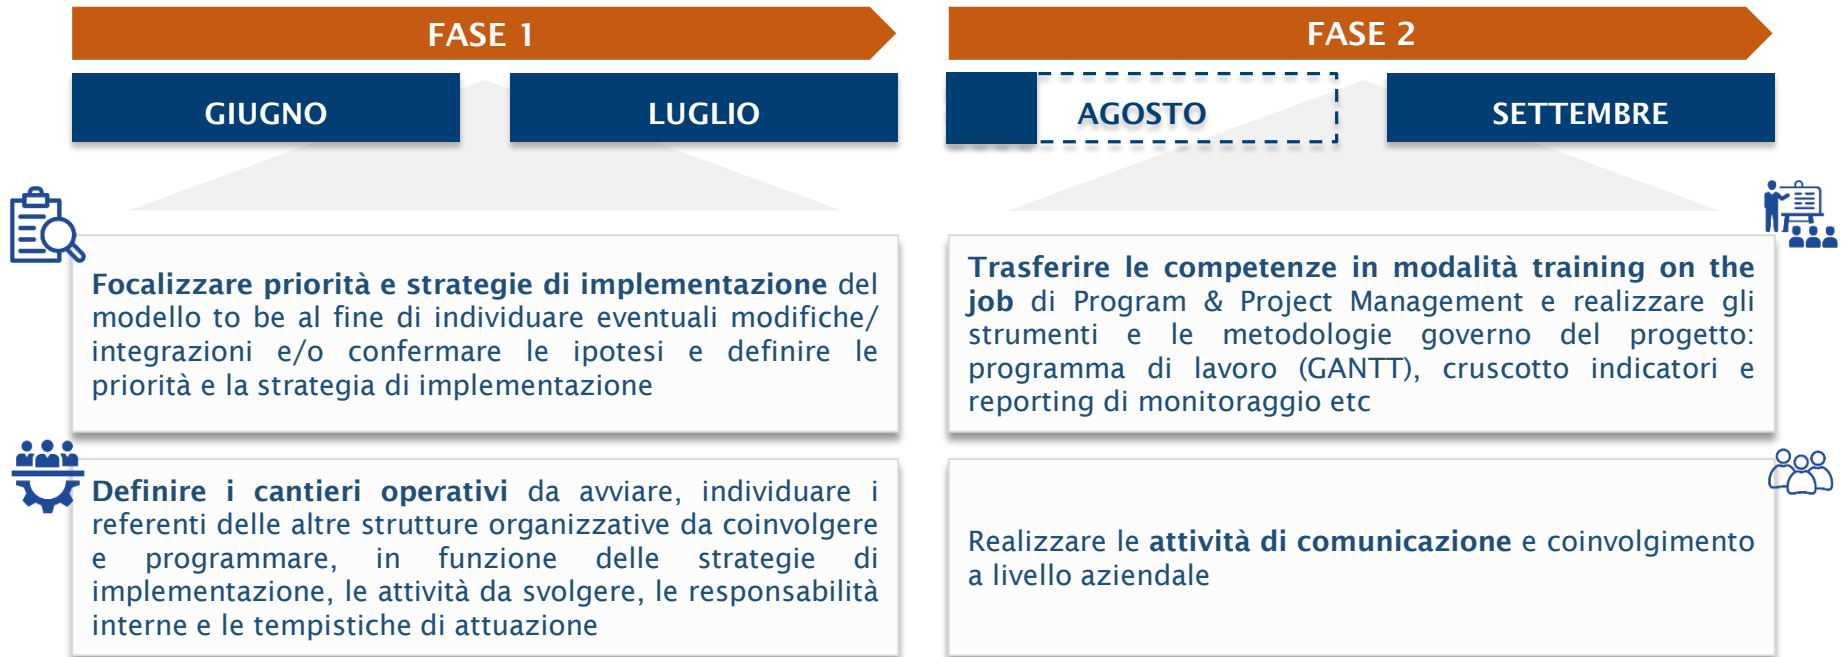 FASE 1
FASE 2
GIUGNO
LUGLIO
AGOSTO
SETTEMBRE
Focalizzare priorità e strategie di implementazione del
modello to be al fine di individuare eventuali modifiche/
integrazioni e/o confermare le ipotesi e definire le
priorità e la strategia di implementazione
Definire i cantieri operativi da avviare, individuare i
referenti delle altre strutture organizzative da coinvolgere
e programmare, in funzione delle strategie di
implementazione, le attività da svolgere, le responsabilità
interne e le tempistiche di attuazione
Trasferire le competenze in modalità training on the
job di Program & Project Management e realizzare gli
strumenti e le metodologie governo del progetto:
programma di lavoro (GANTT), cruscotto indicatori e
reporting di monitoraggio etc
Realizzare le attività di comunicazione e coinvolgimento
a livello aziendale